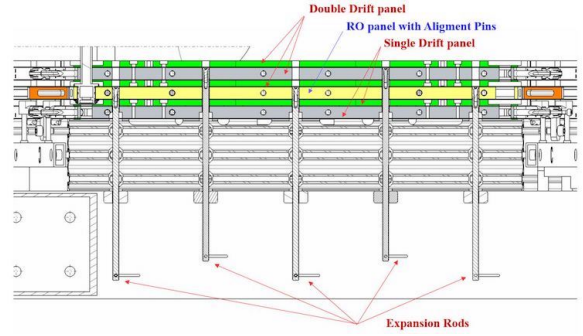 Double Drift panel
RO panel with Aligment Pins
Single Drift panel
Expansion Rods